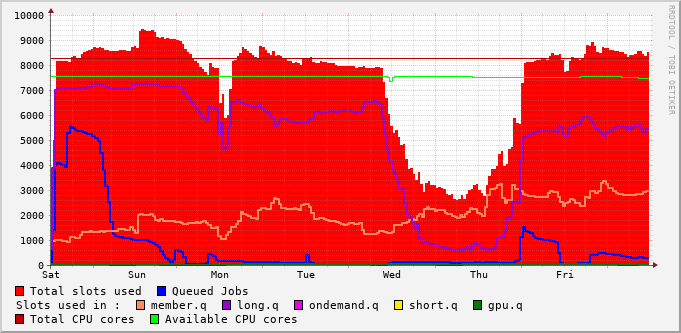 10000
9000
8000
7000
6000
5000
4000
3000
2000
1000
0
Sat Sun Mon Tue Wed Thu Fri
RRDTOOL / TOBI OETIKER
Total slots used Queued Jobs
Slots used in : member.q long.q ondemand.q short.q gpu.q
Total CPU cores Available CPU cores